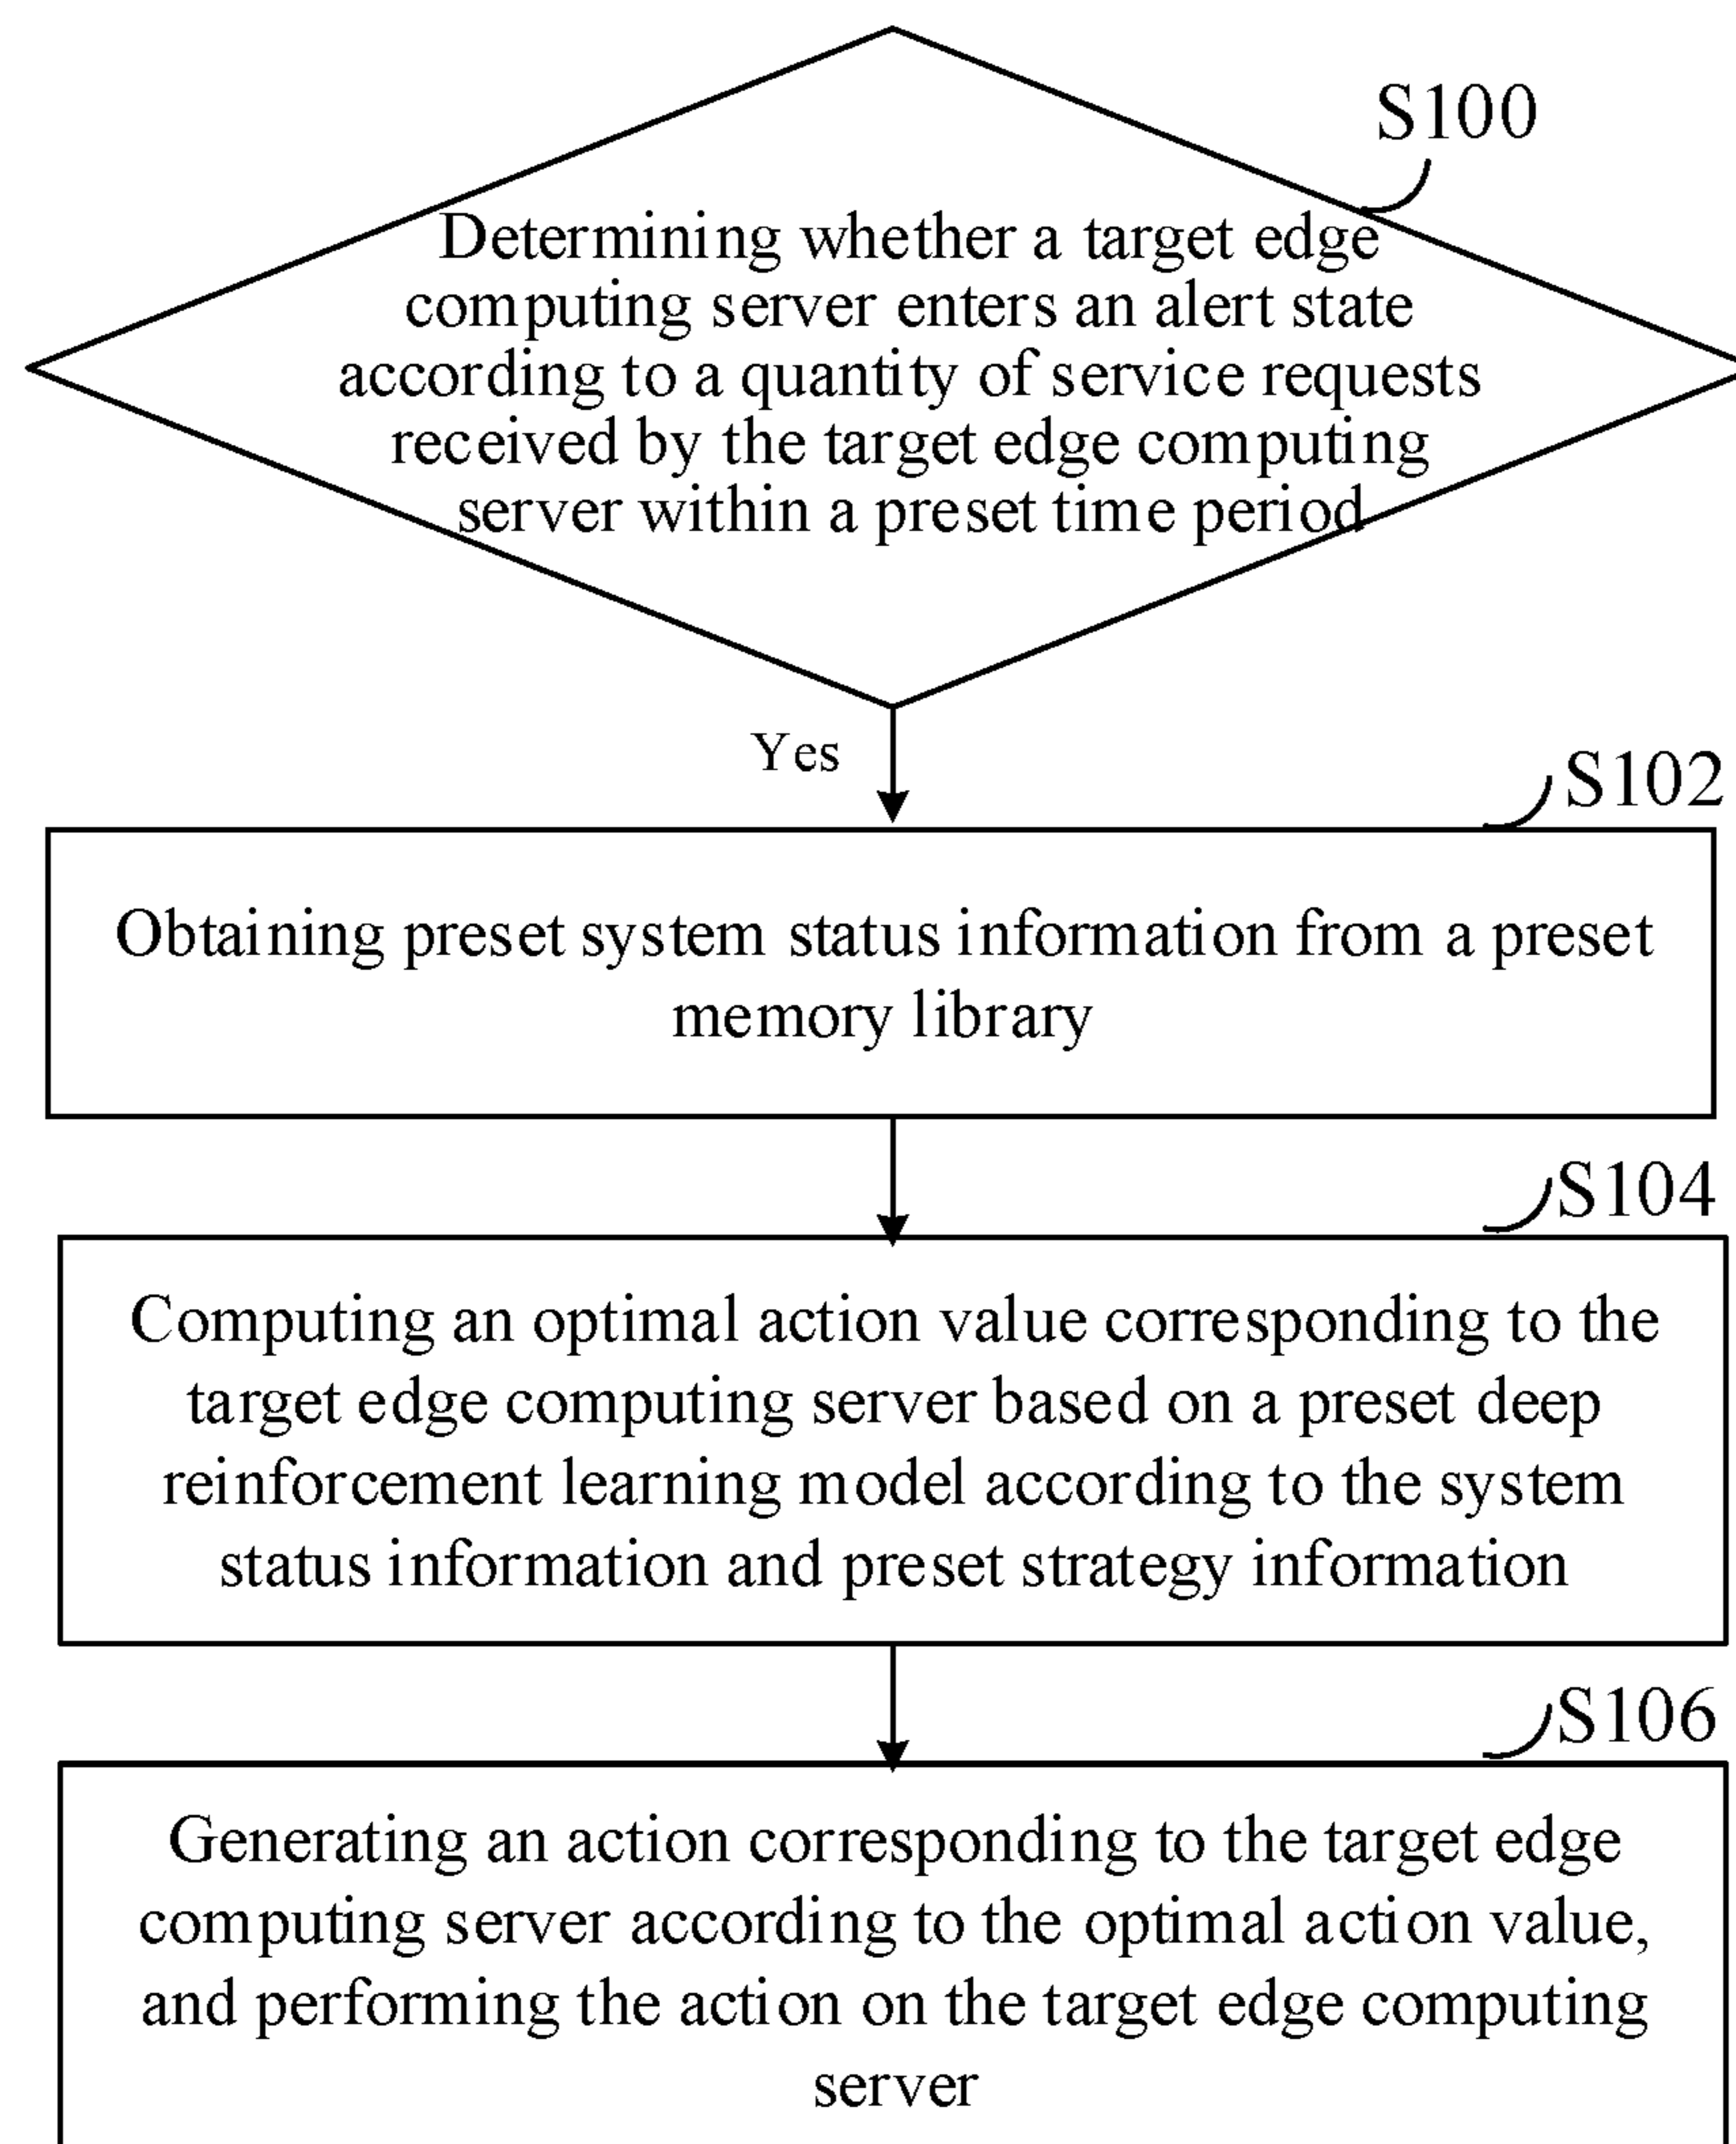 S100
Determining whether a target edge
computing server enters an alert state
according to a quantity of service requests
received by the target edge computing
server within a preset time period
Yes
S102
Obtaining preset system status information from a preset
memory library
S104
Computing an optimal action value corresponding to the
target edge computing server based on a preset deep
reinforcement learning model according to the system
status information and preset strategy information
S106
Generating an action corresponding to the target edge
computing server according to the optimal action value,
and performing the action on the target edge computing
server